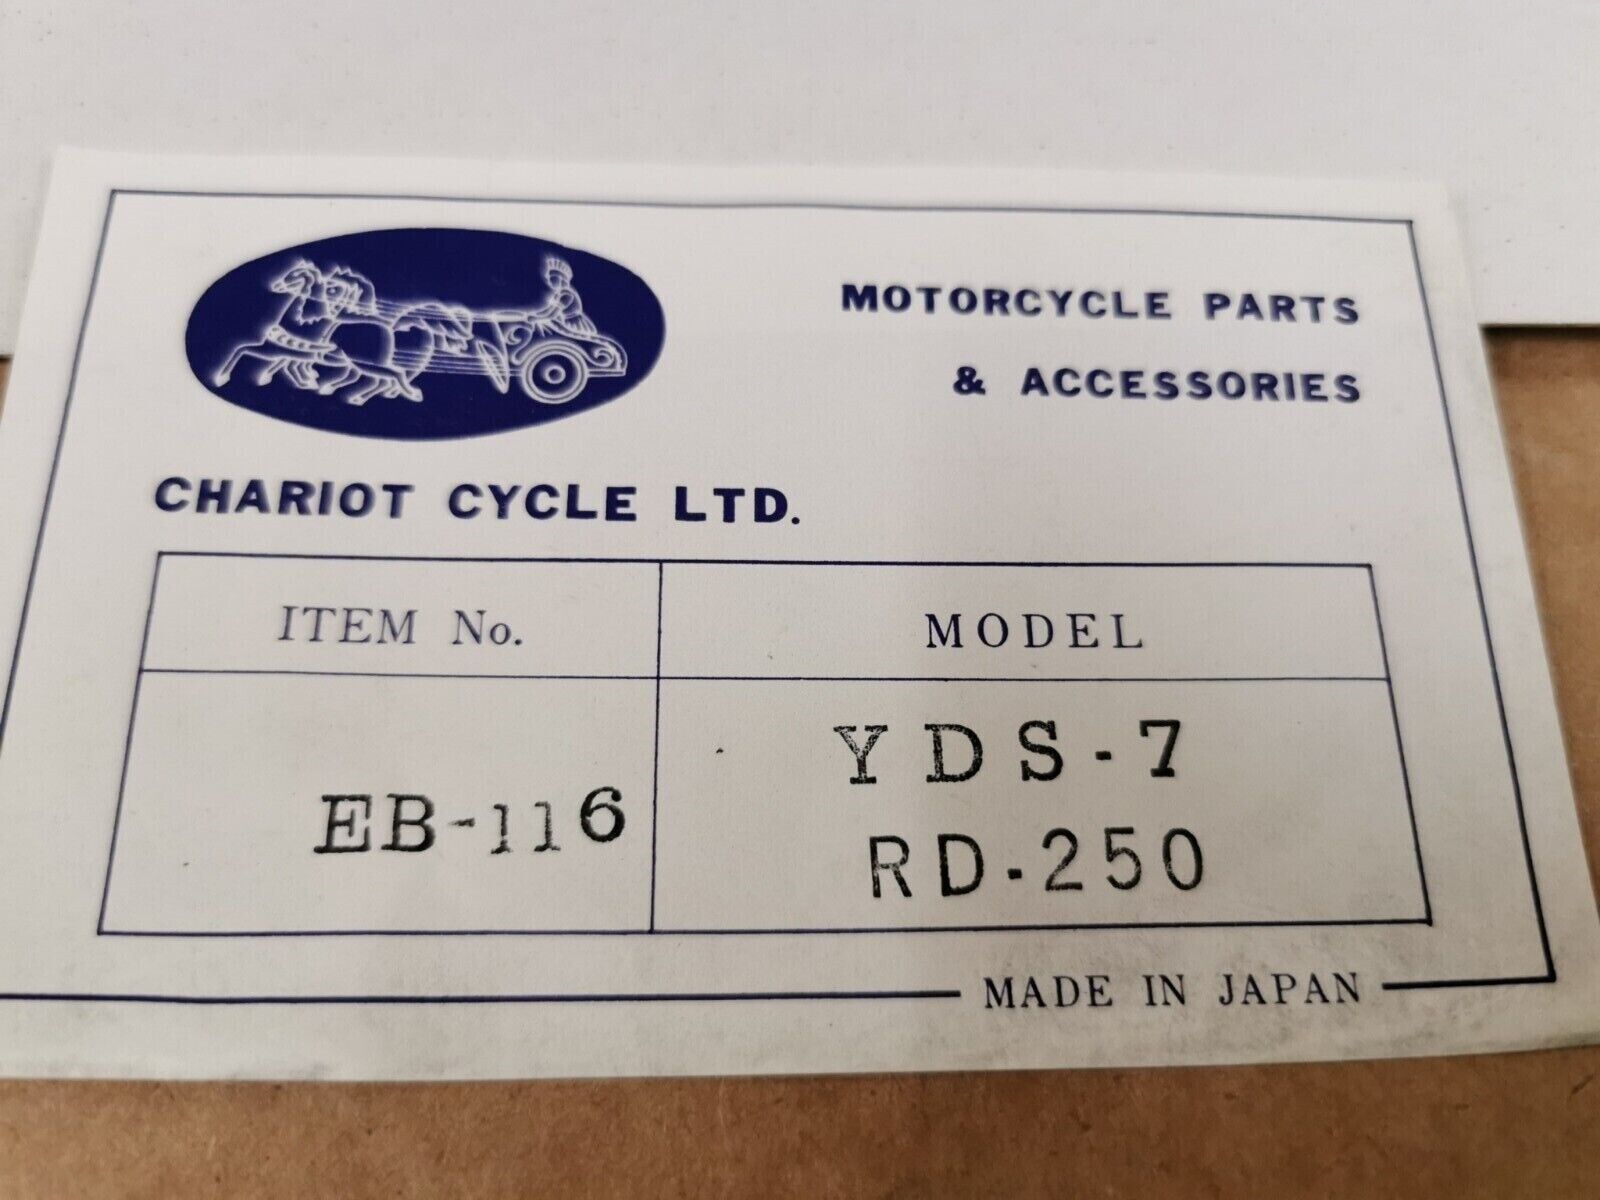 MOTORCYCLE PARTS
& ACCESSORIES
CHARIOT CYCLE LTD.
ITEM No.
MODEL
EB-116
YDS-7
RD-250
MADE IN JAPAN